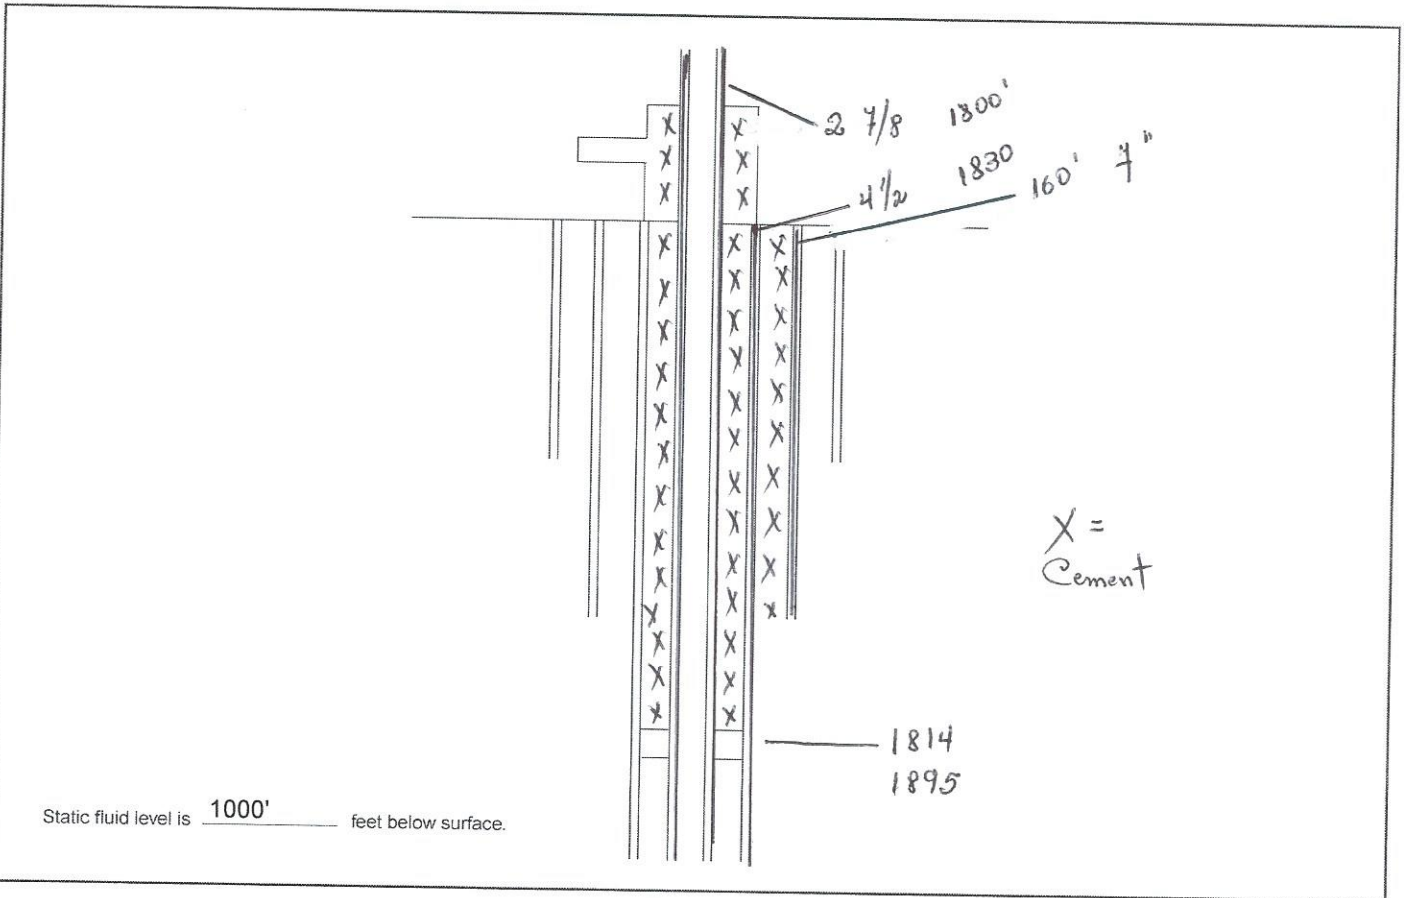 2 7/8 1800'
4 1/2 1830
160' 7"
X =
Cement
1814
1895
Static fluid level is 1000' feet below surface.